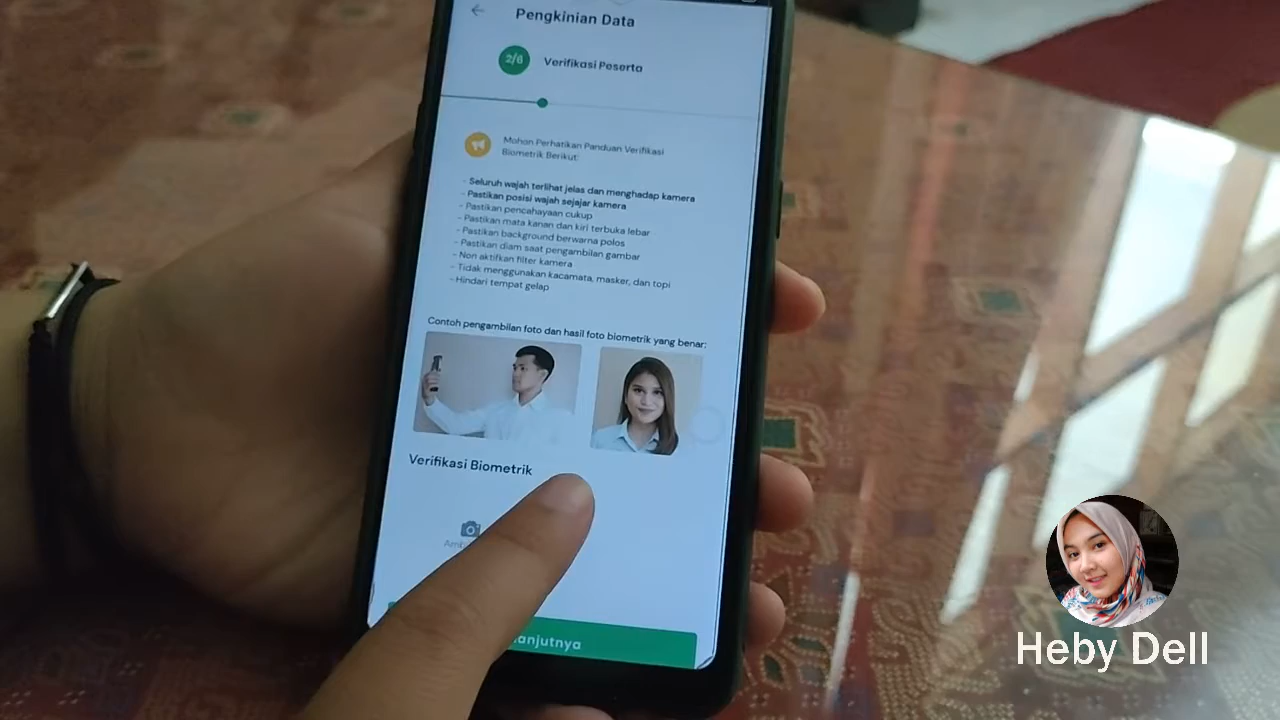 Pengkinian Data
2/6
Verifikasi Peserta
Mohon Perhatikan Panduan Verifikasi
Biometrik Berikut:
- Seluruh wajah terlihat jelas dan menghadap kamera
- Pastikan posisi wajah sejajar kamera
- Pastikan pencahayaan cukup
- Pastikan mata kanan dan kiri terbuka lebar
- Pastikan background berwarna polos
- Pastikan diam saat pengambilan gambar
- Non aktifkan filter kamera
- Tidak menggunakan kacamata, masker, dan topi
- Hindari tempat gelap
Contoh pengambilan foto dan hasil foto biometrik yang benar:
Verifikasi Biometrik
anjutnya
Heby Dell